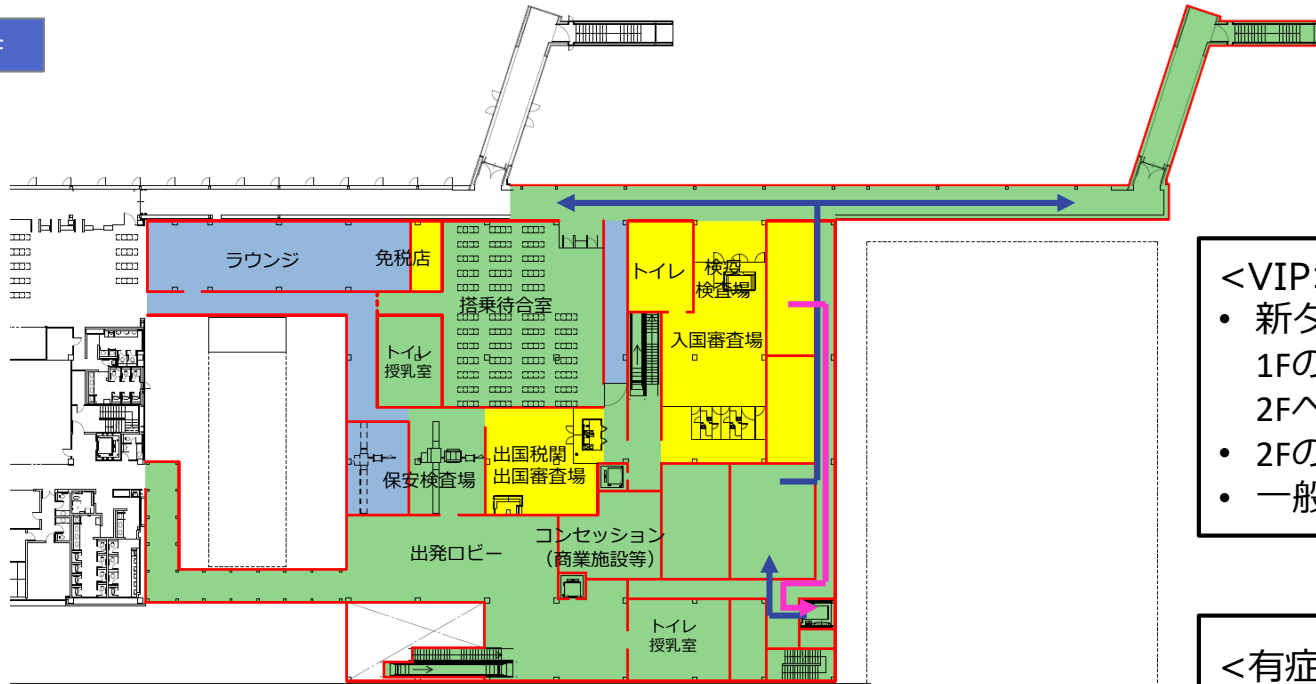 ラウンジ
免税店
搭乗待合室
トイレ
検疫
検査場
入国審査場
トイレ
授乳室
出国税関・
出国審査場
保安検査場
コンセッション
(商業施設等)
出発ロビー
トイレ
授乳室
<VIP
• 新タ
1Fの
2Fへ
• 2Fの
• 一般
<有症